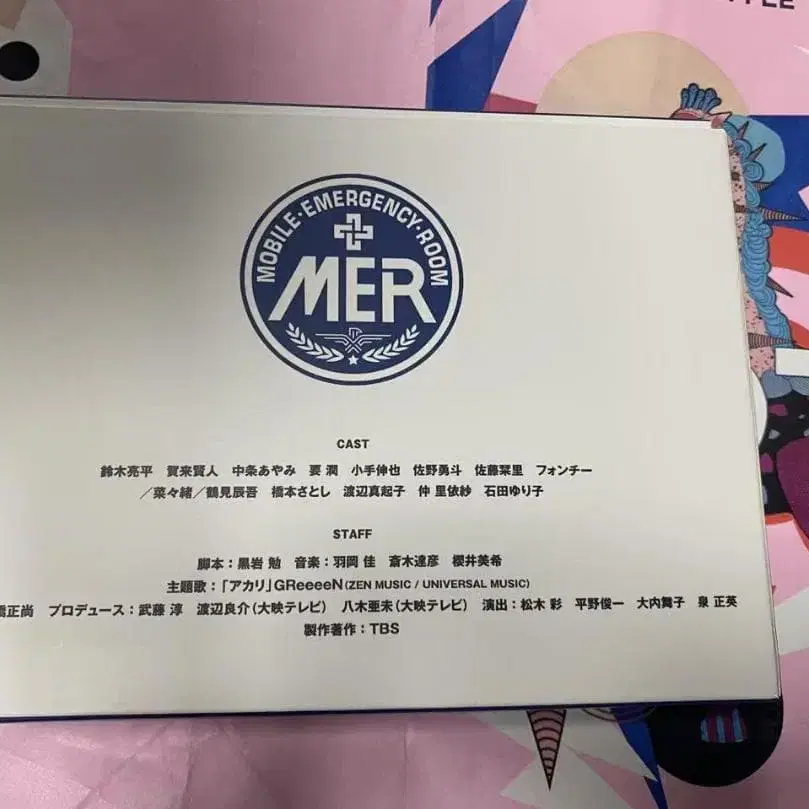 MOBILE·EMERGENCY·ROOM
MER
CAST
鈴木亮平 賀来賢人 中条あやみ 要 潤 小手伸也 佐野勇斗 佐藤栞里 フォンチー
／菜々緒／鶴見辰吾 橋本さとし 渡辺真起子 仲 里依紗 石田ゆり子
STAFF
脚本：黒岩 勉 音楽：羽岡 佳 斎木達彦 櫻井美希
主題歌：「アカリ」GReeeeN（ZEN MUSIC / UNIVERSAL MUSIC）
橋正尚 プロデュース：武藤 淳 渡辺良介（大映テレビ） 八木亜未（大映テレビ） 演出：松木 彩 平野俊一 大内舞子 泉 正英
製作著作：TBS